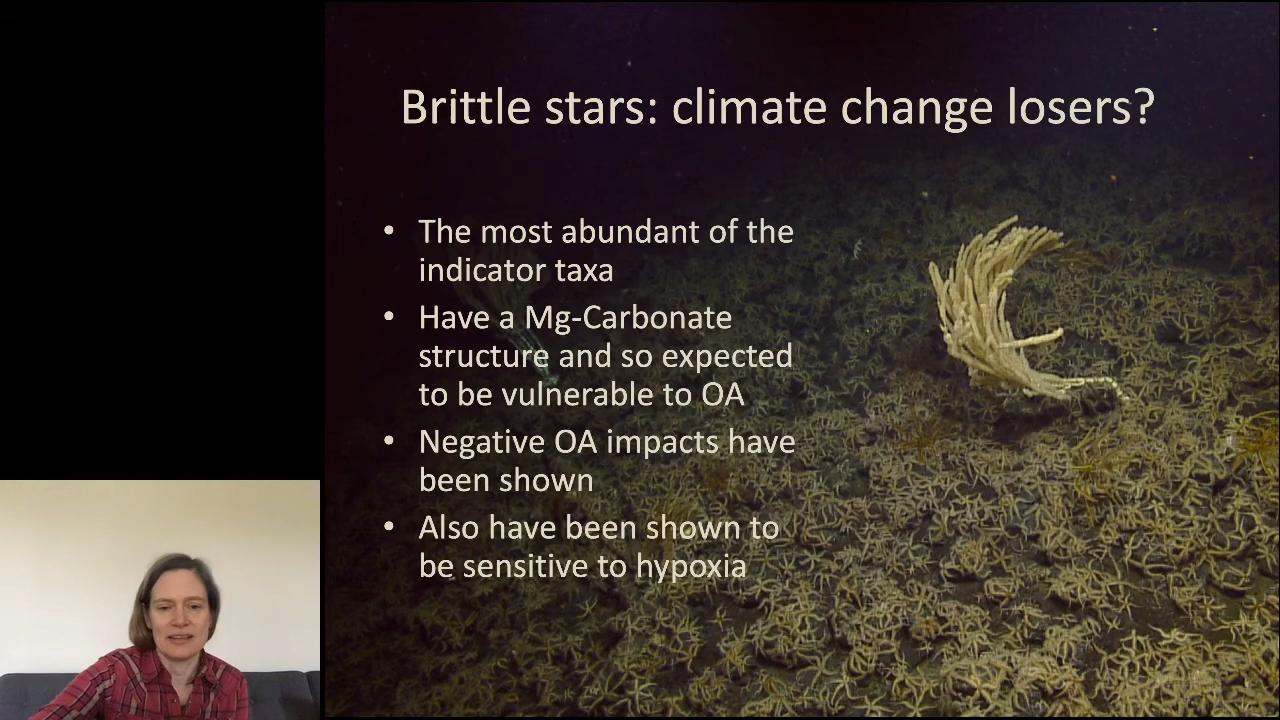 Brittle stars: climate change losers?
• The most abundant of the
indicator taxa
• Have a Mg-Carbonate
structure and so expected
to be vulnerable to OA
• Negative OA impacts have
been shown
• Also have been shown to
be sensitive to hypoxia